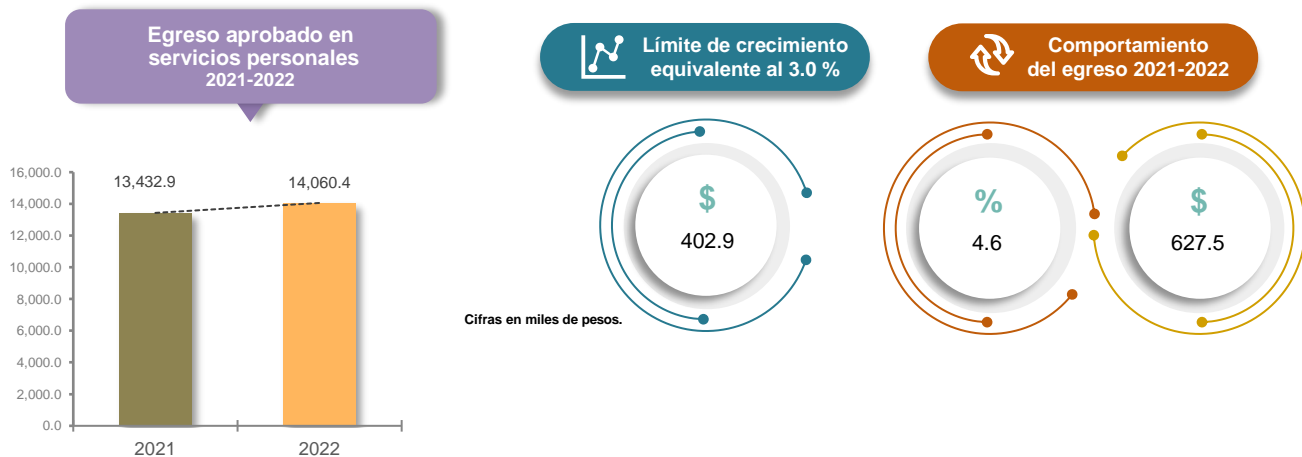 Egreso aprobado en
servicios personales
2021-2022
16,000.0
14,000.0
12,000.0
10,000.0
8,000.0
6,000.0
4,000.0
2,000.0
0.0
13,432.9
14,060.4
2021
2022
Límite de crecimiento
equivalente al 3.0 %
$
402.9
Cifras en miles de pesos.
Comportamiento
del egreso 2021-2022
%
4.6
$
627.5